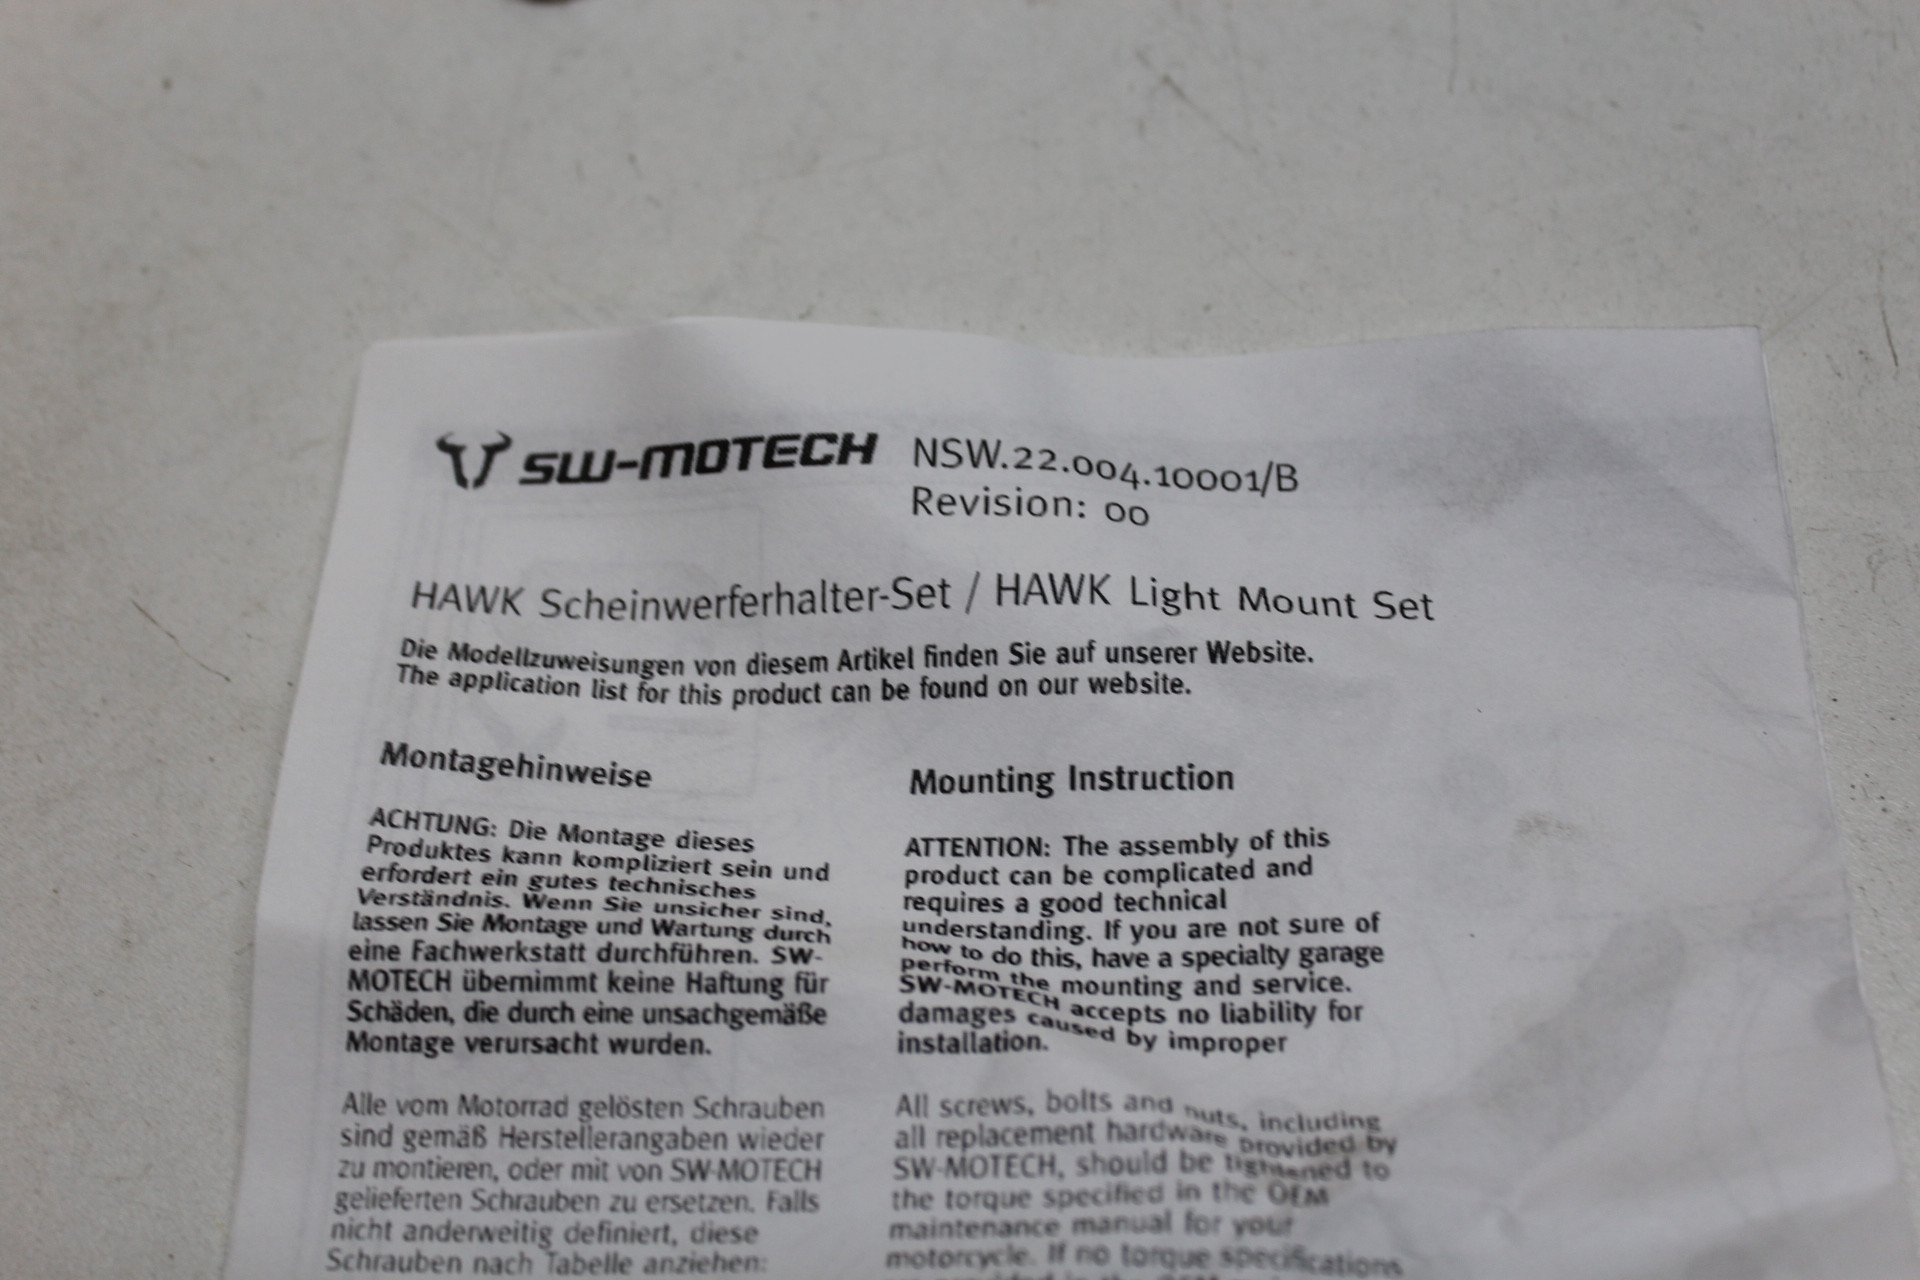 SW-MOTECH
NSW.22.004.10001/B
Revision: 00
HAWK Scheinwerferhalter-Set / HAWK Light Mount Set
Die Modellzuweisungen von diesem Artikel finden Sie auf unserer Website.
The application list for this product can be found on our website.
Montagehinweise
ACHTUNG: Die Montage dieses
Produktes kann kompliziert sein und
erfordert ein gutes technisches
Verständnis. Wenn Sie unsicher sind,
lassen Sie Montage und Wartung durch
eine Fachwerkstatt durchführen. SW-
MOTECH übernimmt keine Haftung für
Schäden, die durch eine unsachgemäße
Montage verursacht wurden.
Alle vom Motorrad gelösten Schrauben
sind gemäß Herstellerangaben wieder
zu montieren, oder mit von SW-MOTECH
gelieferten Schrauben zu ersetzen. Falls
nicht anderweitig definiert, diese
Schrauben nach Tabelle anziehen:
Mounting Instruction
ATTENTION: The assembly of this
product can be complicated and
requires a good technical
understanding. If you are not sure of
how to do this, have a specialty garage
perform the mounting and service.
SW-MOTECH accepts no liability for
damages caused by improper
installation.
All screws, bolts and nuts, including
all replacement hardware provided by
SW-MOTECH, should be tightened to
the torque specified in the OEM
maintenance manual for your
motorcycle. If no torque specifications